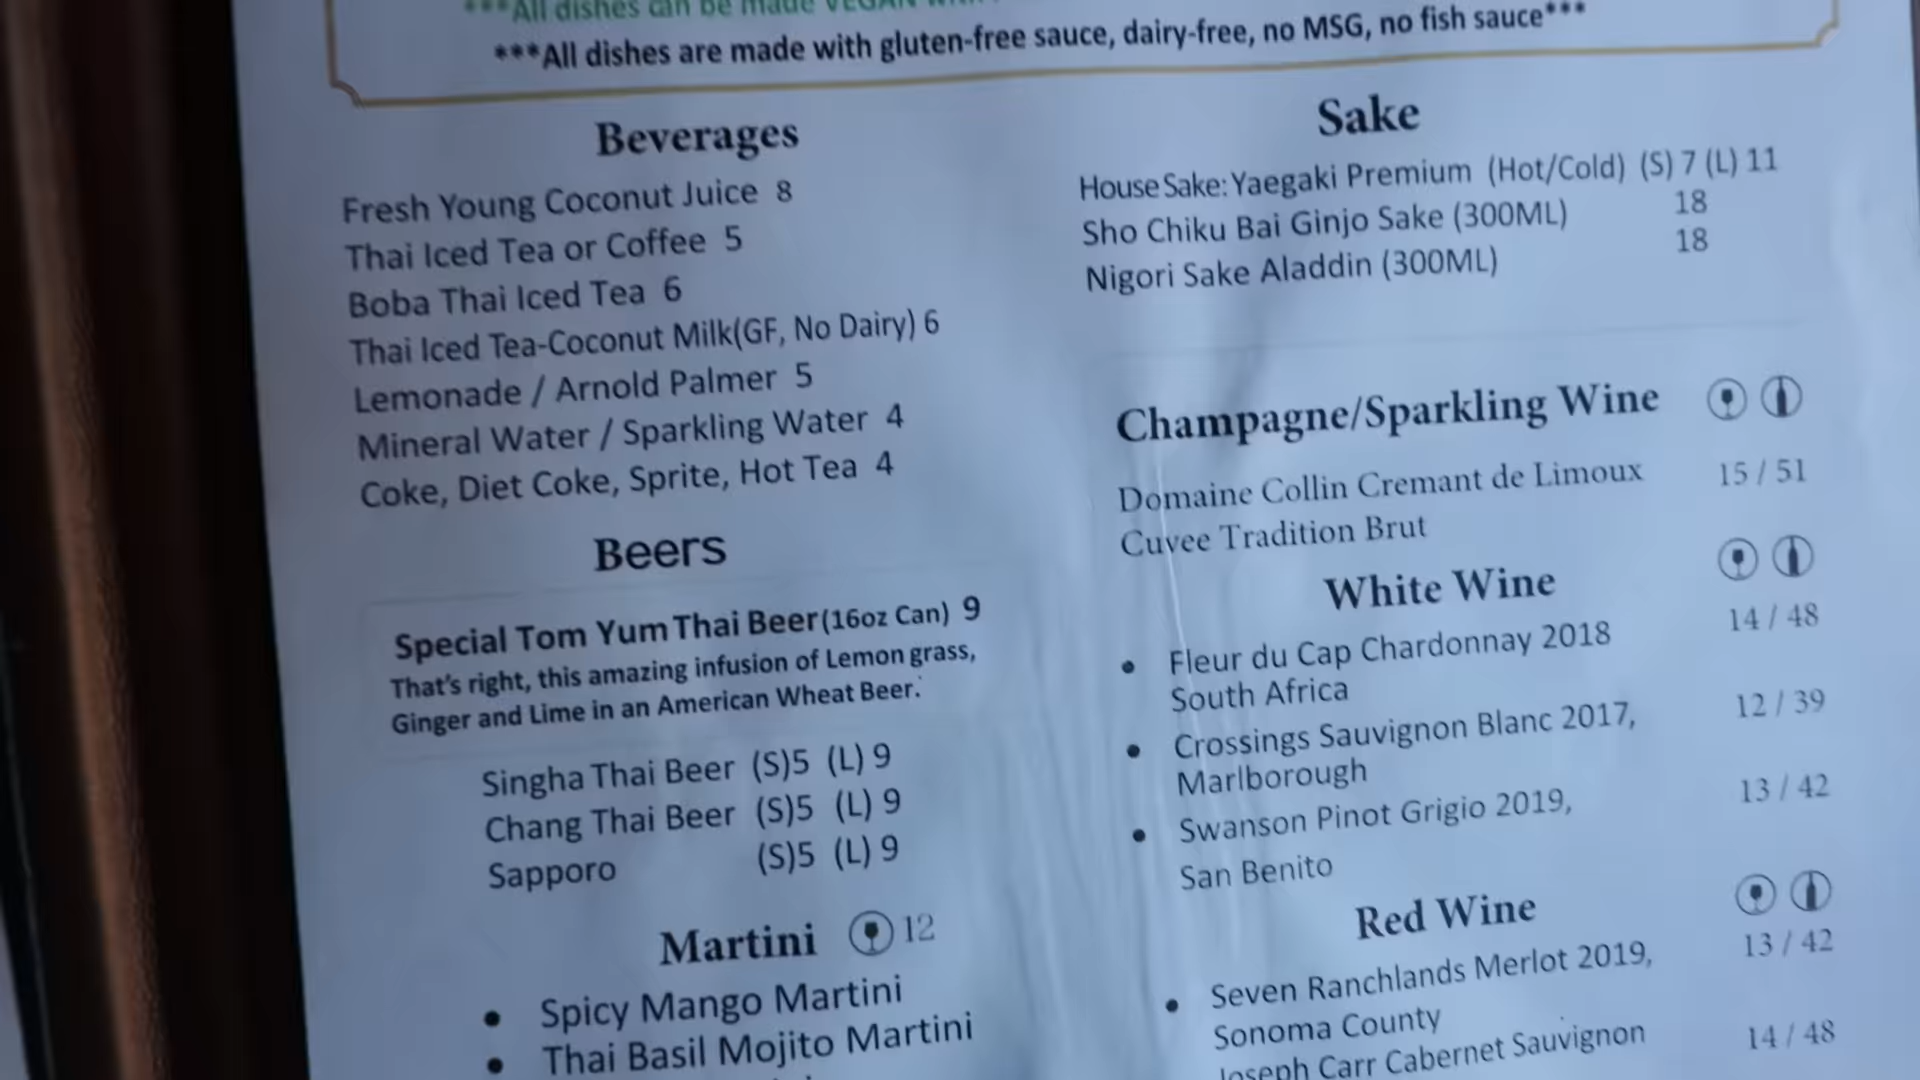 ***All dishes can be made VEGAN
***All dishes are made with gluten-free sauce, dairy-free, no MSG, no fish sauce***
Beverages
Fresh Young Coconut Juice 8
Thai Iced Tea or Coffee 5
Boba Thai Iced Tea 6
Thai Iced Tea-Coconut Milk(GF, No Dairy) 6
Lemonade / Arnold Palmer 5
Mineral Water / Sparkling Water 4
Coke, Diet Coke, Sprite, Hot Tea 4
Beers
Special Tom Yum Thai Beer(16oz Can) 9
That's right, this amazing infusion of Lemon grass,
Ginger and Lime in an American Wheat Beer.
Singha Thai Beer (S)5 (L) 9
Chang Thai Beer (S)5 (L) 9
Sapporo (S)5 (L) 9
Martini 12
• Spicy Mango Martini
• Thai Basil Mojito Martini
Sake
House Sake: Yaegaki Premium (Hot/Cold) (S) 7 (L) 11
Sho Chiku Bai Ginjo Sake (300ML) 18
Nigori Sake Aladdin (300ML) 18
Champagne/Sparkling Wine
Domaine Collin Cremant de Limoux 15 / 51
Cuvee Tradition Brut
White Wine
• Fleur du Cap Chardonnay 2018 14 / 48
South Africa
• Crossings Sauvignon Blanc 2017, 12 / 39
Marlborough
• Swanson Pinot Grigio 2019, 13 / 42
San Benito
Red Wine
• Seven Ranchlands Merlot 2019, 13 / 42
Sonoma County
Joseph Carr Cabernet Sauvignon 14 / 48